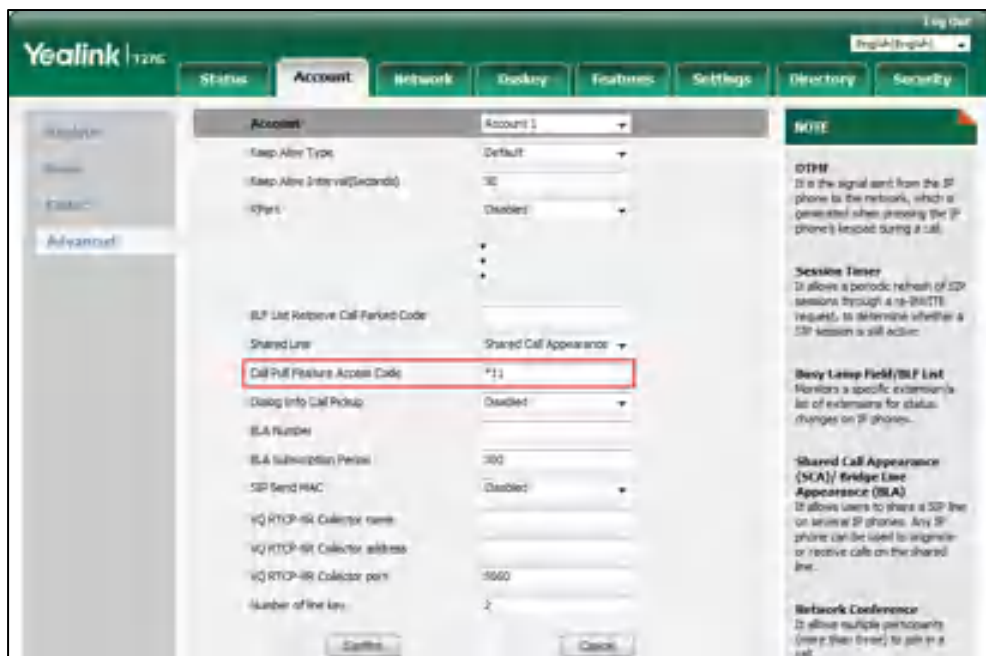 Log Out
English(English)
Yealink T27G
Status Account Network Dsskey Features Settings Directory Security
Register
Basic
Codec
Advanced
Account Account 1
Keep Alive Type Default
Keep Alive Interval(Seconds) 30
RPort Disabled
BLF List Retrieve Call Parked Code
Shared Line Shared Call Appearance
Call Pull Feature Access Code *11
Dialog Info Call Pickup Disabled
BLA Number
BLA Subscription Period 300
SIP Send MAC Disabled
VQ RTCP-XR Collector name
VQ RTCP-XR Collector address
VQ RTCP-XR Collector port 5060
Number of line key 2
Confirm Cancel
NOTE
DTMF
It is the signal sent from the IP
phone to the network, which is
generated when pressing the IP
phone's keypad during a call.
Session Timer
It allows a periodic refresh of SIP
sessions through a re-INVITE
request, to determine whether a
SIP session is still active.
Busy Lamp Field/BLF List
Monitors a specific extension/a
list of extensions for status
changes on IP phones.
Shared Call Appearance
(SCA)/ Bridge Line
Appearance (BLA)
It allows users to share a SIP line
on several IP phones. Any IP
phone can be used to originate
or receive calls on the shared
line.
Network Conference
It allows multiple participants
(more than three) to join in a
call.